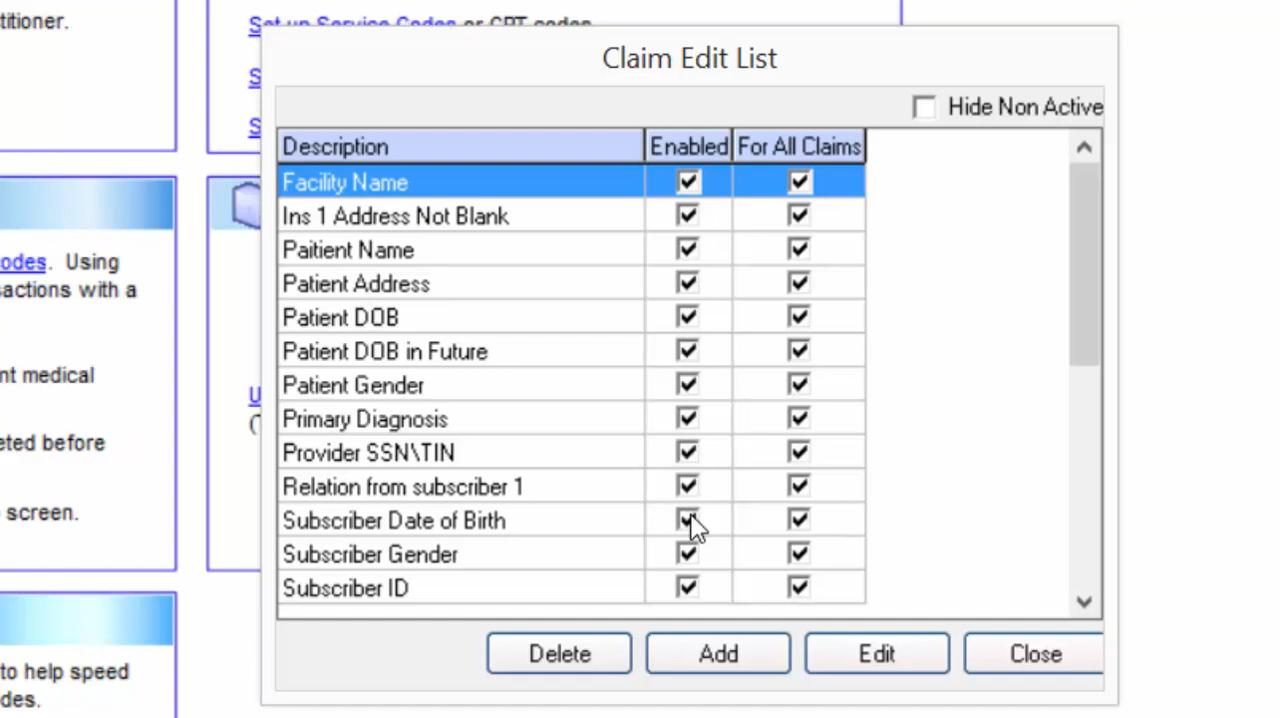 titioner.
Set up Service Codes or CPT codes
S
S
Claim Edit List
Hide Non Active
Description Enabled For All Claims
Facility Name
Ins 1 Address Not Blank
Paitient Name
Patient Address
Patient DOB
Patient DOB in Future
Patient Gender
Primary Diagnosis
Provider SSN\TIN
Relation from subscriber 1
Subscriber Date of Birth
Subscriber Gender
Subscriber ID
Delete Add Edit Close
odes. Using
sactions with a
nt medical
U
(
eted before
screen.
to help speed
des.